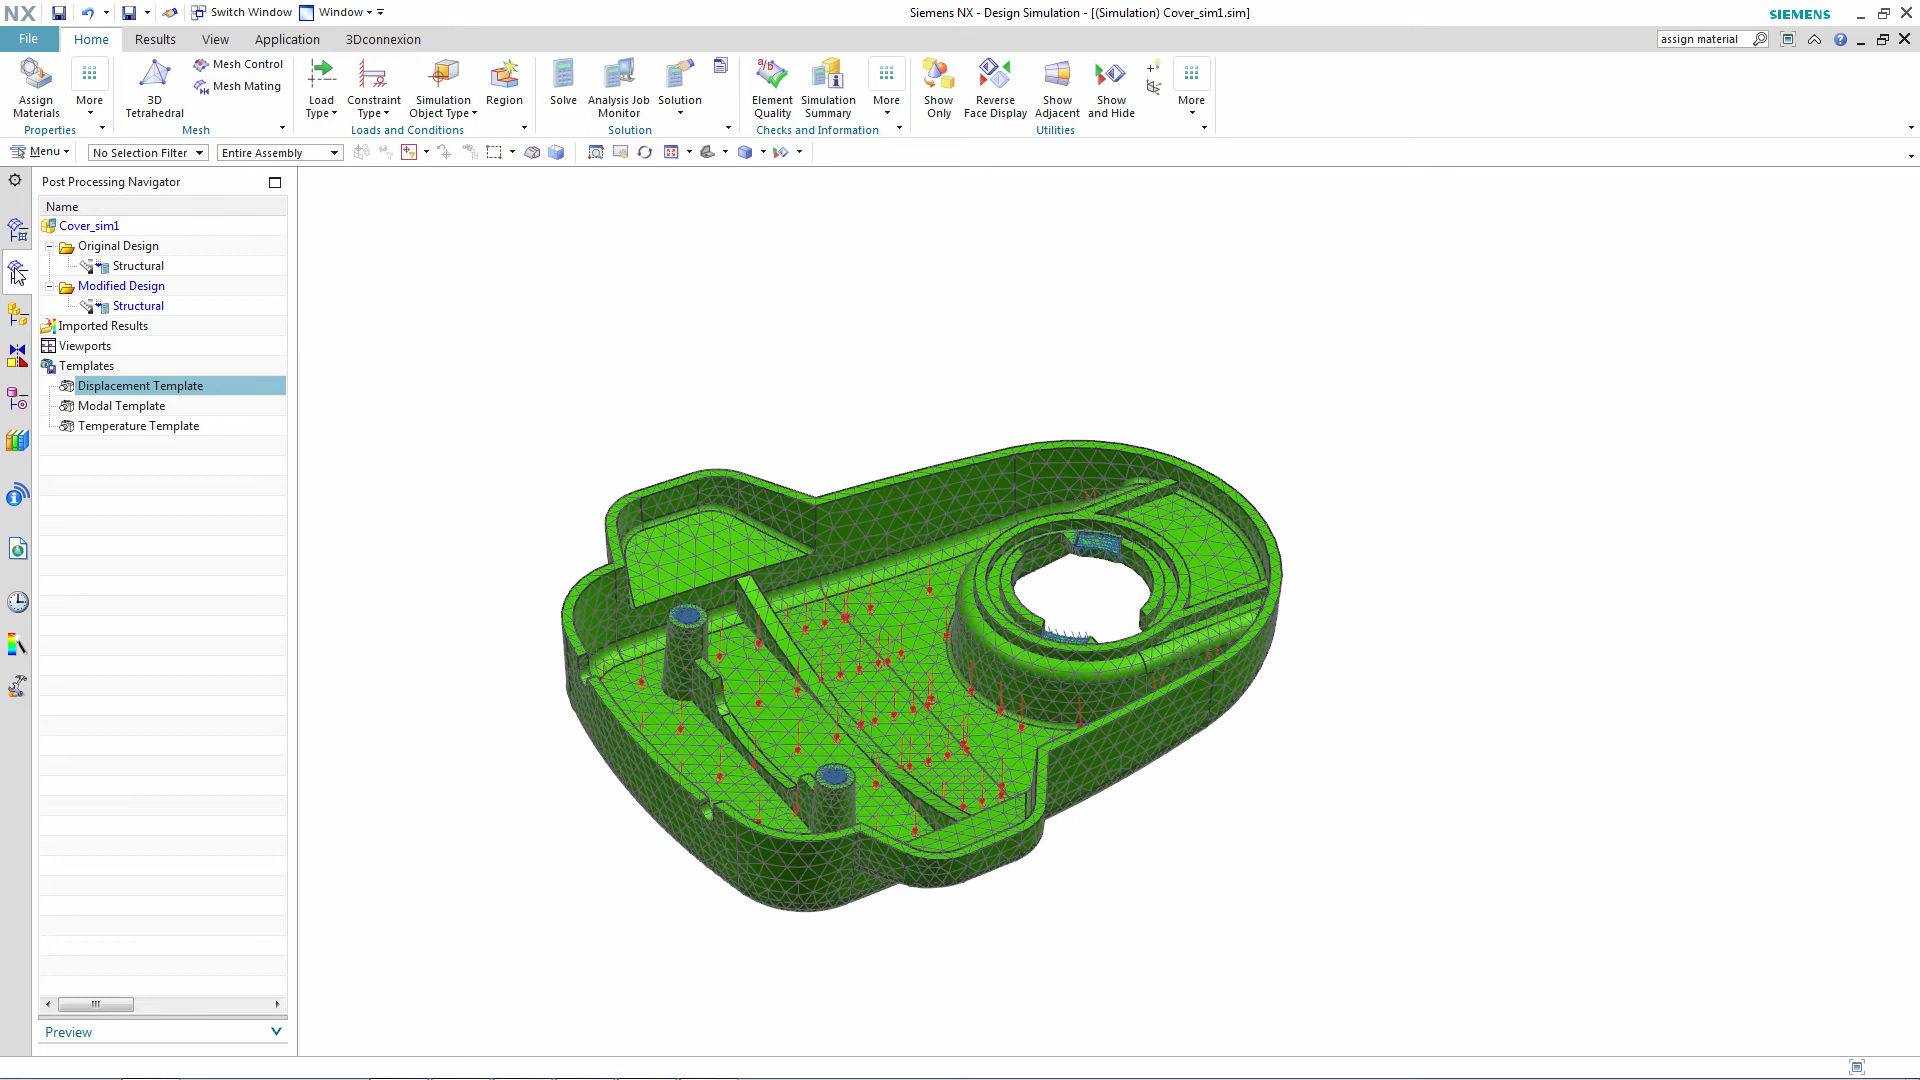 NX Switch Window Window Siemens NX - Design Simulation - [(Simulation) Cover_sim1.sim] SIEMENS
File Home Results View Application 3Dconnexion assign material
Assign Materials
More
3D Tetrahedral
Mesh Control
Mesh Mating
Load Type
Constraint Type
Simulation Object Type
Region
Solve
Analysis Job Monitor
Solution
Element Quality
Simulation Summary
More
Show Only
Reverse Face Display
Show Adjacent
Show and Hide
More
Properties Mesh Loads and Conditions Solution Checks and Information Utilities
Menu No Selection Filter Entire Assembly
Post Processing Navigator
Name
Cover_sim1
Original Design
Structural
Modified Design
Structural
Imported Results
Viewports
Templates
Displacement Template
Modal Template
Temperature Template
Preview